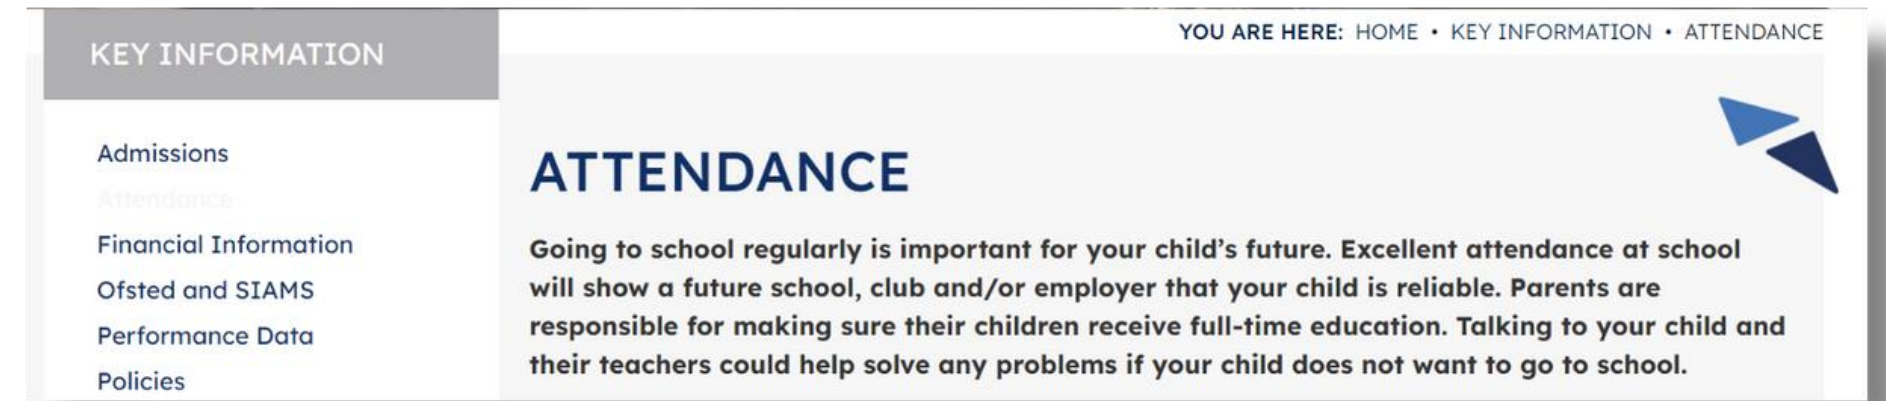 YOU ARE HERE: HOME • KEY INFORMATION • ATTENDANCE
KEY INFORMATION
Admissions
Attendance
Financial Information
Ofsted and SIAMS
Performance Data
Policies
ATTENDANCE
Going to school regularly is important for your child’s future. Excellent attendance at school
will show a future school, club and/or employer that your child is reliable. Parents are
responsible for making sure their children receive full-time education. Talking to your child and
their teachers could help solve any problems if your child does not want to go to school.